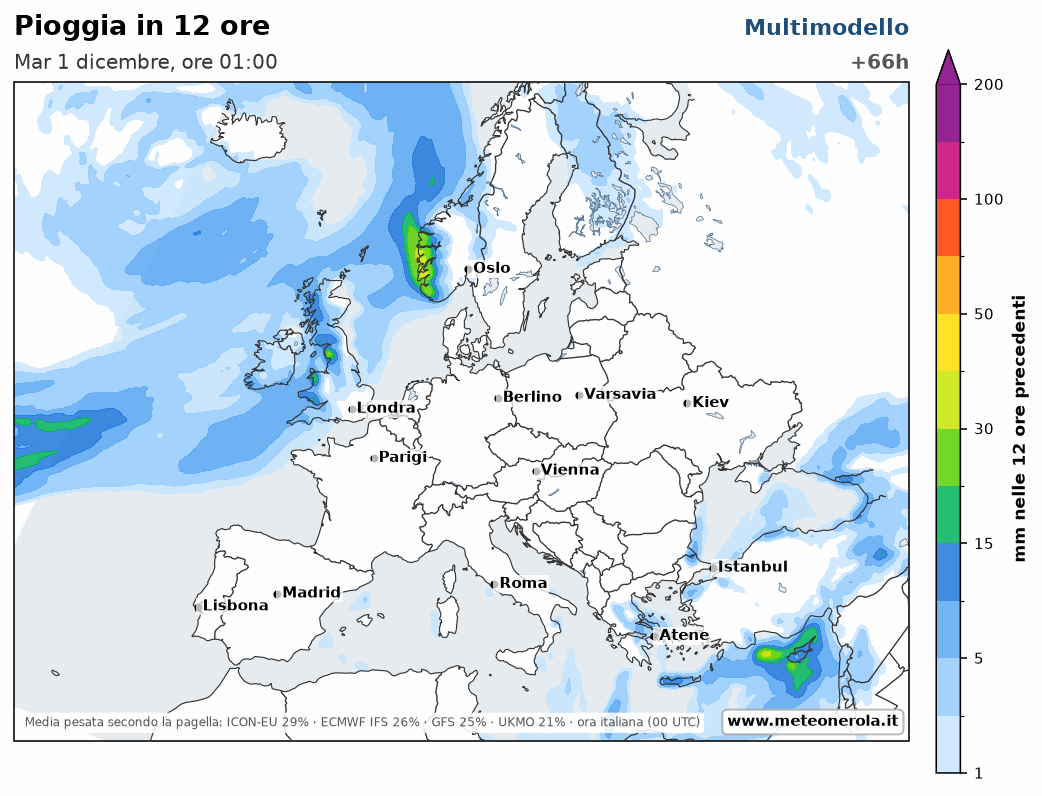 Pioggia in 12 ore
Multimodello
Mar 1 dicembre, ore 01:00
+66h
200
100
50
30
15
5
1
mm nelle 12 ore precedenti
Oslo
Berlino
Varsavia
Kiev
Londra
Parigi
Vienna
Istanbul
Roma
Madrid
Lisbona
Atene
Media pesata secondo la pagella: ICON-EU 29% · ECMWF IFS 26% · GFS 25% · UKMO 21% · ora italiana (00 UTC)
www.meteonerola.it